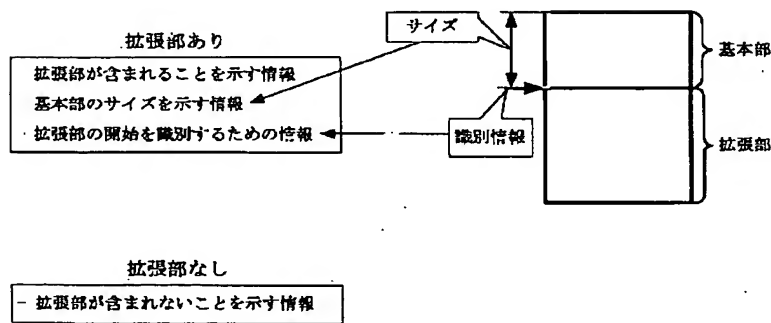 拡張部あり
拡張部が含まれることを示す情報
基本部のサイズを示す情報
拡張部の開始を識別するための情報
サイズ
識別情報
基本部
拡張部
拡張部なし
- 拡張部が含まれないことを示す情報